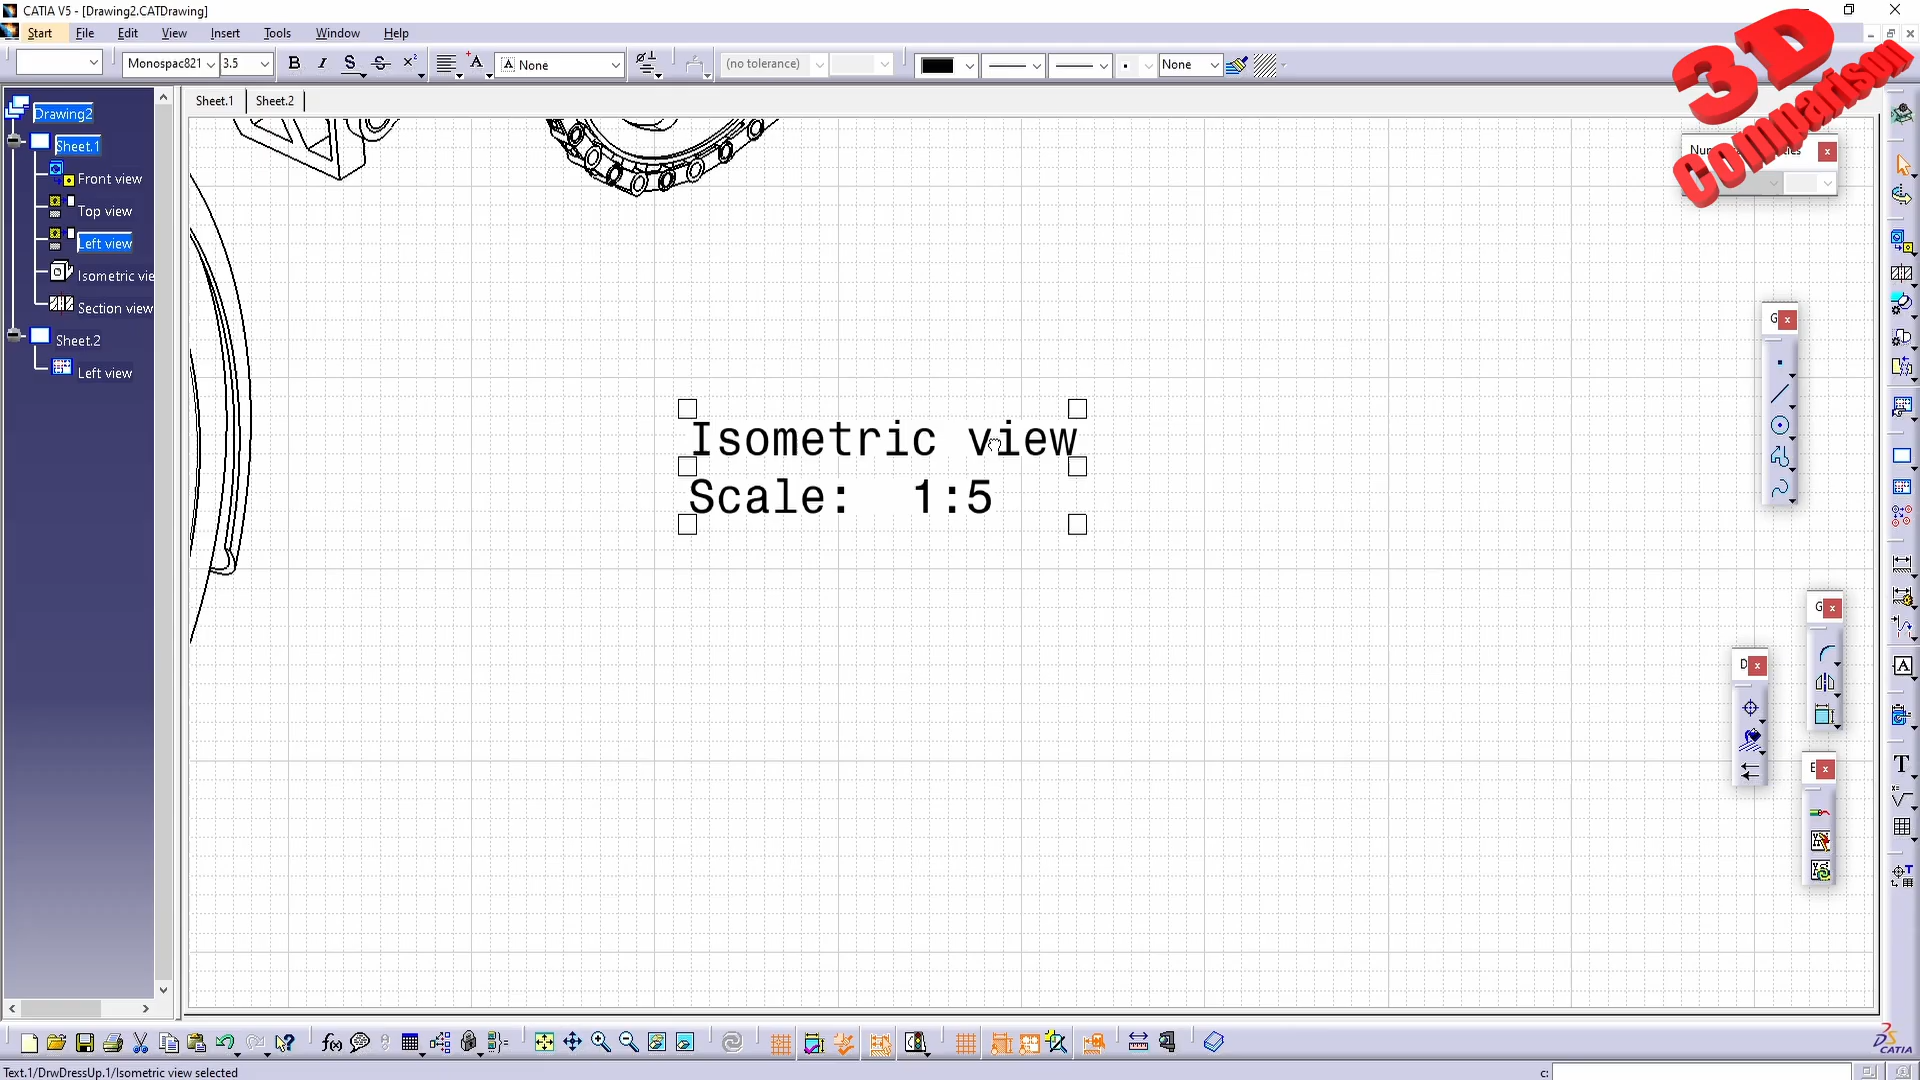 CATIA V5 - [Drawing2.CATDrawing]
Start File Edit View Insert Tools Window Help
Monospac821 3.5 B I S S None (no tolerance) None
Sheet.1 Sheet.2
Drawing2
Sheet.1
Front view
Top view
Left view
Isometric vie
Section view
Sheet.2
Left view
Isometric view
Scale: 1:5
3D
Comparison
G
G
D
E
Text.1/DrwDressUp.1/Isometric view selected
c:
CATIA